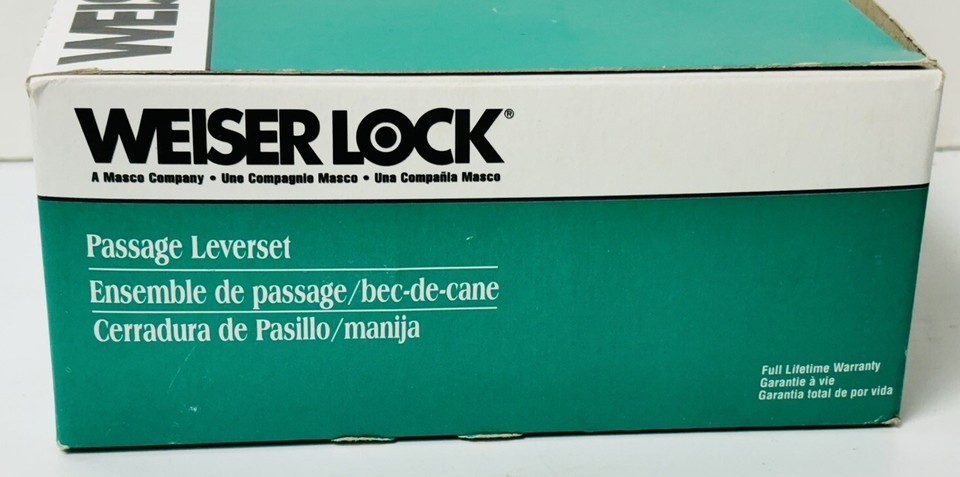 WEIS
WEISER LOCK®
A Masco Company • Une Compagnie Masco • Una Compañia Masco
Passage Leverset
Ensemble de passage/bec-de-cane
Cerradura de Pasillo/manija
Full Lifetime Warranty
Garantie à vie
Garantia total de por vida